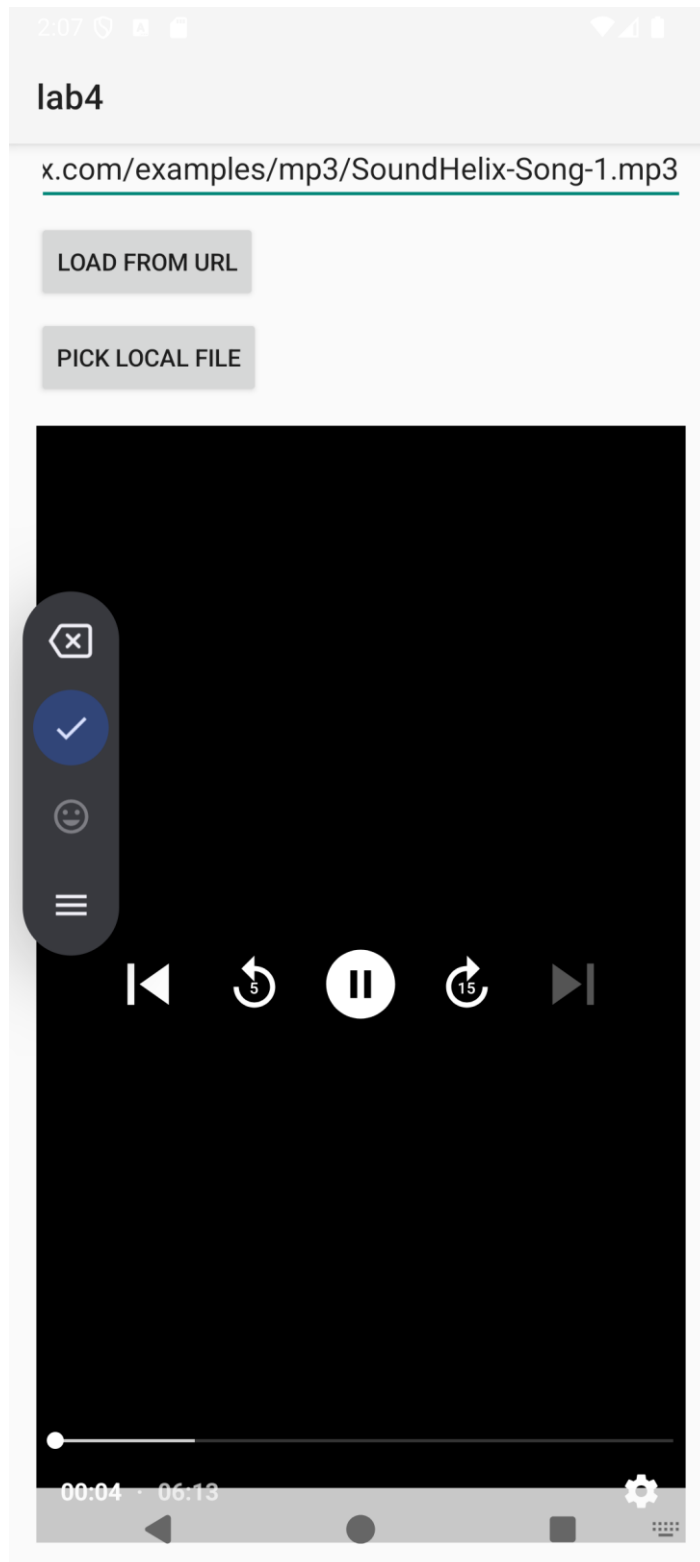 2:07
lab4
x.com/examples/mp3/SoundHelix-Song-1.mp3
LOAD FROM URL
PICK LOCAL FILE
5 15
00:04 · 06:13